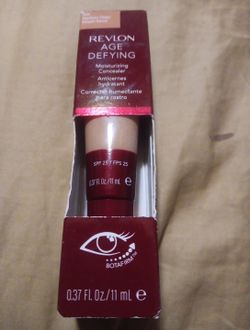 REVLON
AGE
DEFYING
Moisturizing
Concealer
Anticernes
hydratant
Corrector humectante
para rostro
SPF 25 / FPS 25
0.37 fl Oz./11 mL e
BOTAFIRM™
0.37 FL Oz./11 mL e